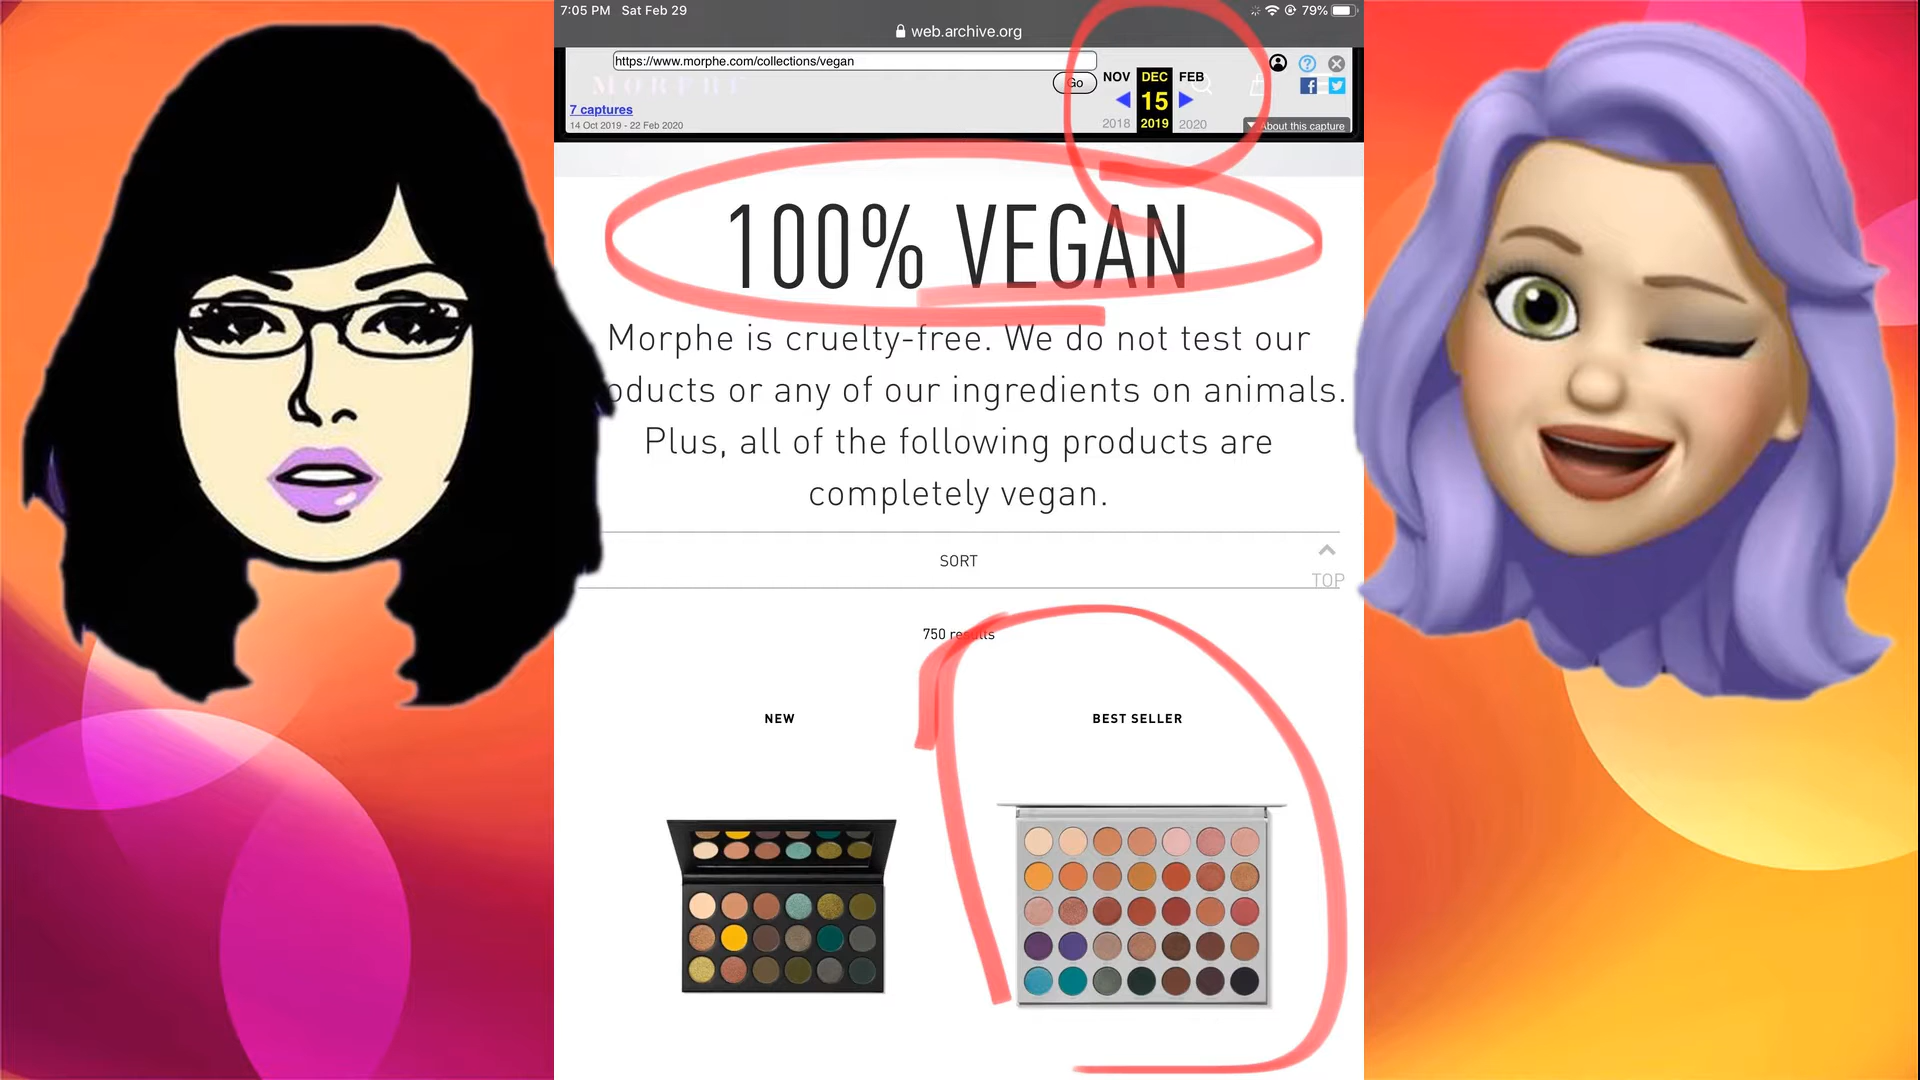 7:05 PM Sat Feb 29
79%
web.archive.org
https://www.morphe.com/collections/vegan
MORPHE
Go
NOV DEC FEB
15
7 captures
14 Oct 2019 - 22 Feb 2020
2018 2019 2020
About this capture
100% VEGAN
Morphe is cruelty-free. We do not test our
oducts or any of our ingredients on animals.
Plus, all of the following products are
completely vegan.
SORT
TOP
750 results
NEW
BEST SELLER